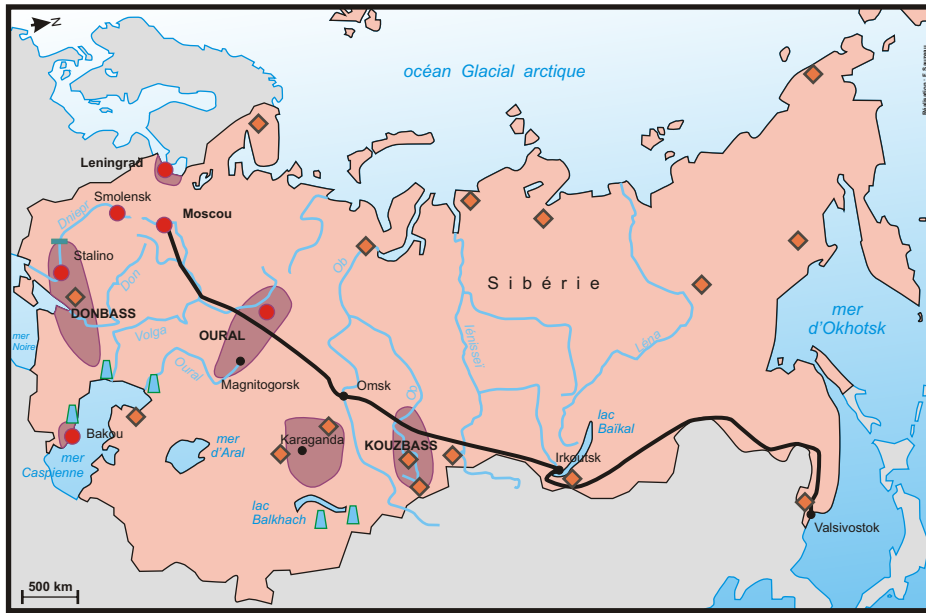 N
océan Glacial arctique
Leningrad
Smolensk
Moscou
Dniepr
Stalino
Don
DONBASS
mer
Noire
Volga
OURAL
Oural
Magnitogorsk
Ob
Sibérie
Iénisseï
Léna
mer
d'Okhotsk
Omsk
Ob
lac
Baïkal
Bakou
mer
Caspienne
mer
d'Aral
Karaganda
KOUZBASS
Irkoutsk
lac
Balkhach
Valsivostok
500 km